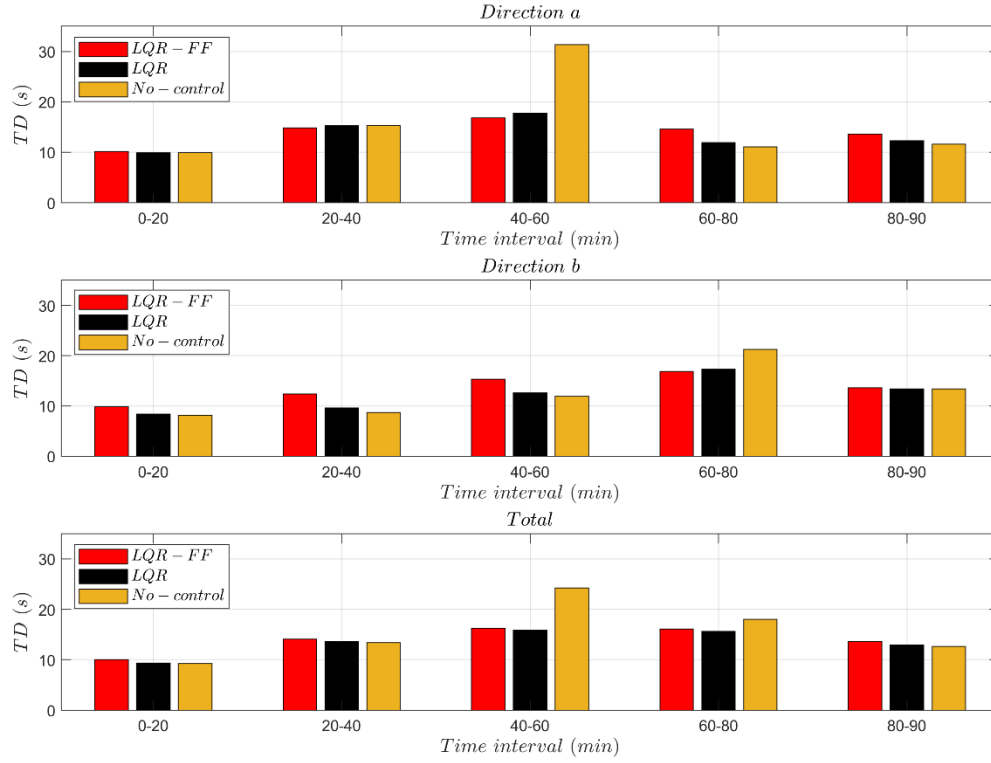 Direction a
TD (s)
30
20
10
0
LQR − FF
LQR
No − control
0-20 20-40 40-60 60-80 80-90
Time interval (min)
Direction b
TD (s)
30
20
10
0
LQR − FF
LQR
No − control
0-20 20-40 40-60 60-80 80-90
Time interval (min)
Total
TD (s)
30
20
10
0
LQR − FF
LQR
No − control
0-20 20-40 40-60 60-80 80-90
Time interval (min)